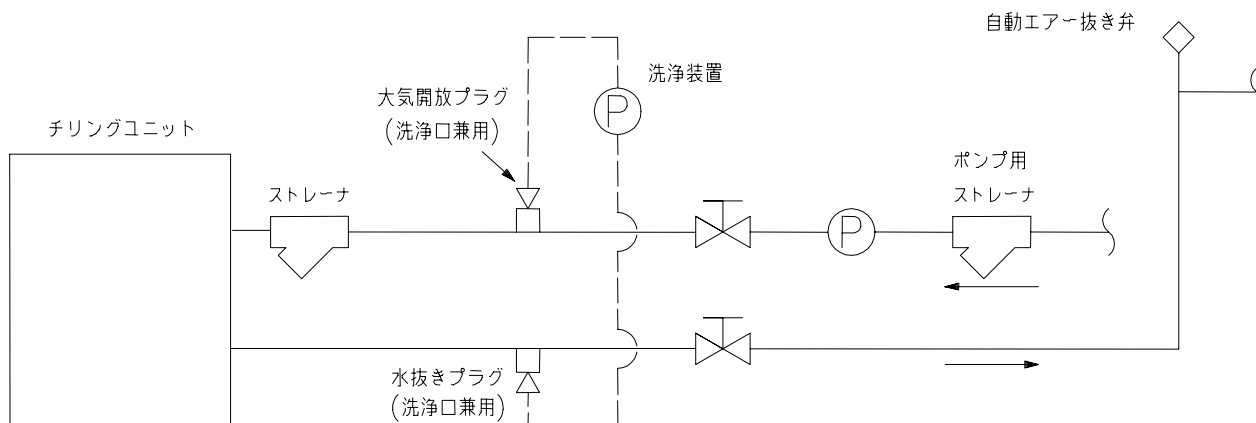 自動エアー抜き弁
洗浄装置
大気開放プラグ
(洗浄口兼用)
P
チリングユニット
ポンプ用
ストレーナ
ストレーナ
P
水抜きプラグ
(洗浄口兼用)